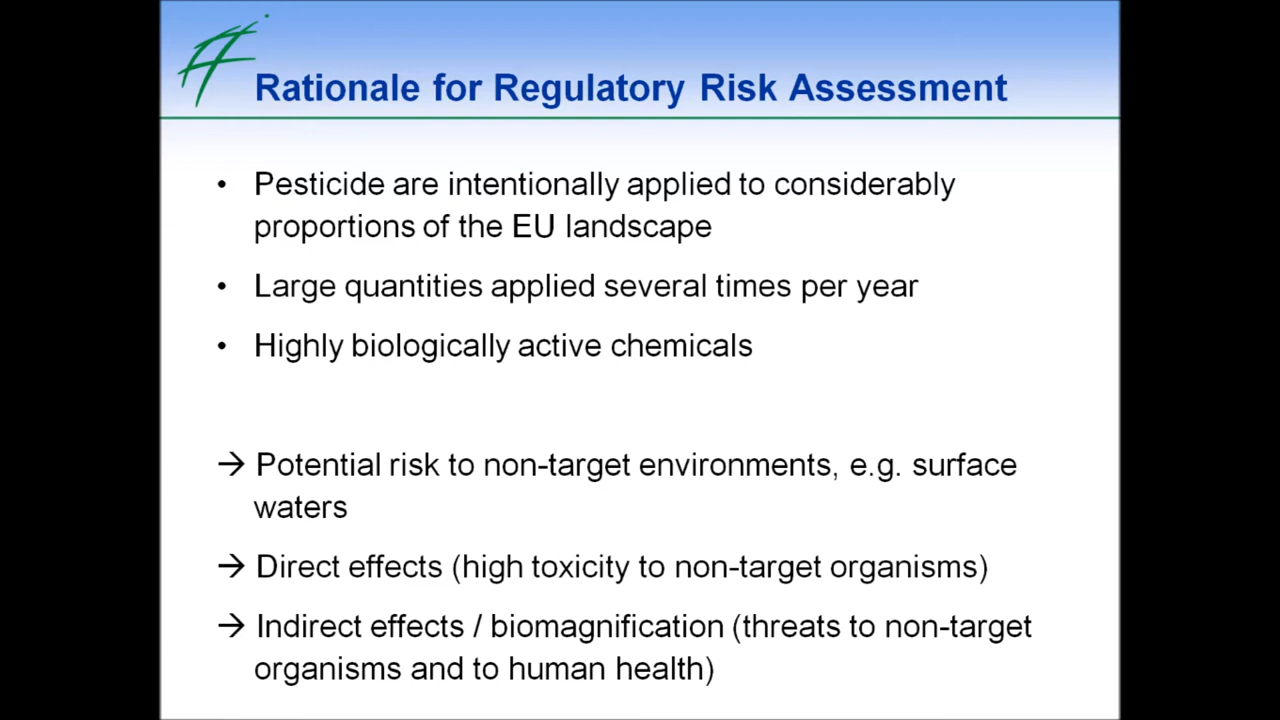 Rationale for Regulatory Risk Assessment
• Pesticide are intentionally applied to considerably
proportions of the EU landscape
• Large quantities applied several times per year
• Highly biologically active chemicals
→ Potential risk to non-target environments, e.g. surface
waters
→ Direct effects (high toxicity to non-target organisms)
→ Indirect effects / biomagnification (threats to non-target
organisms and to human health)